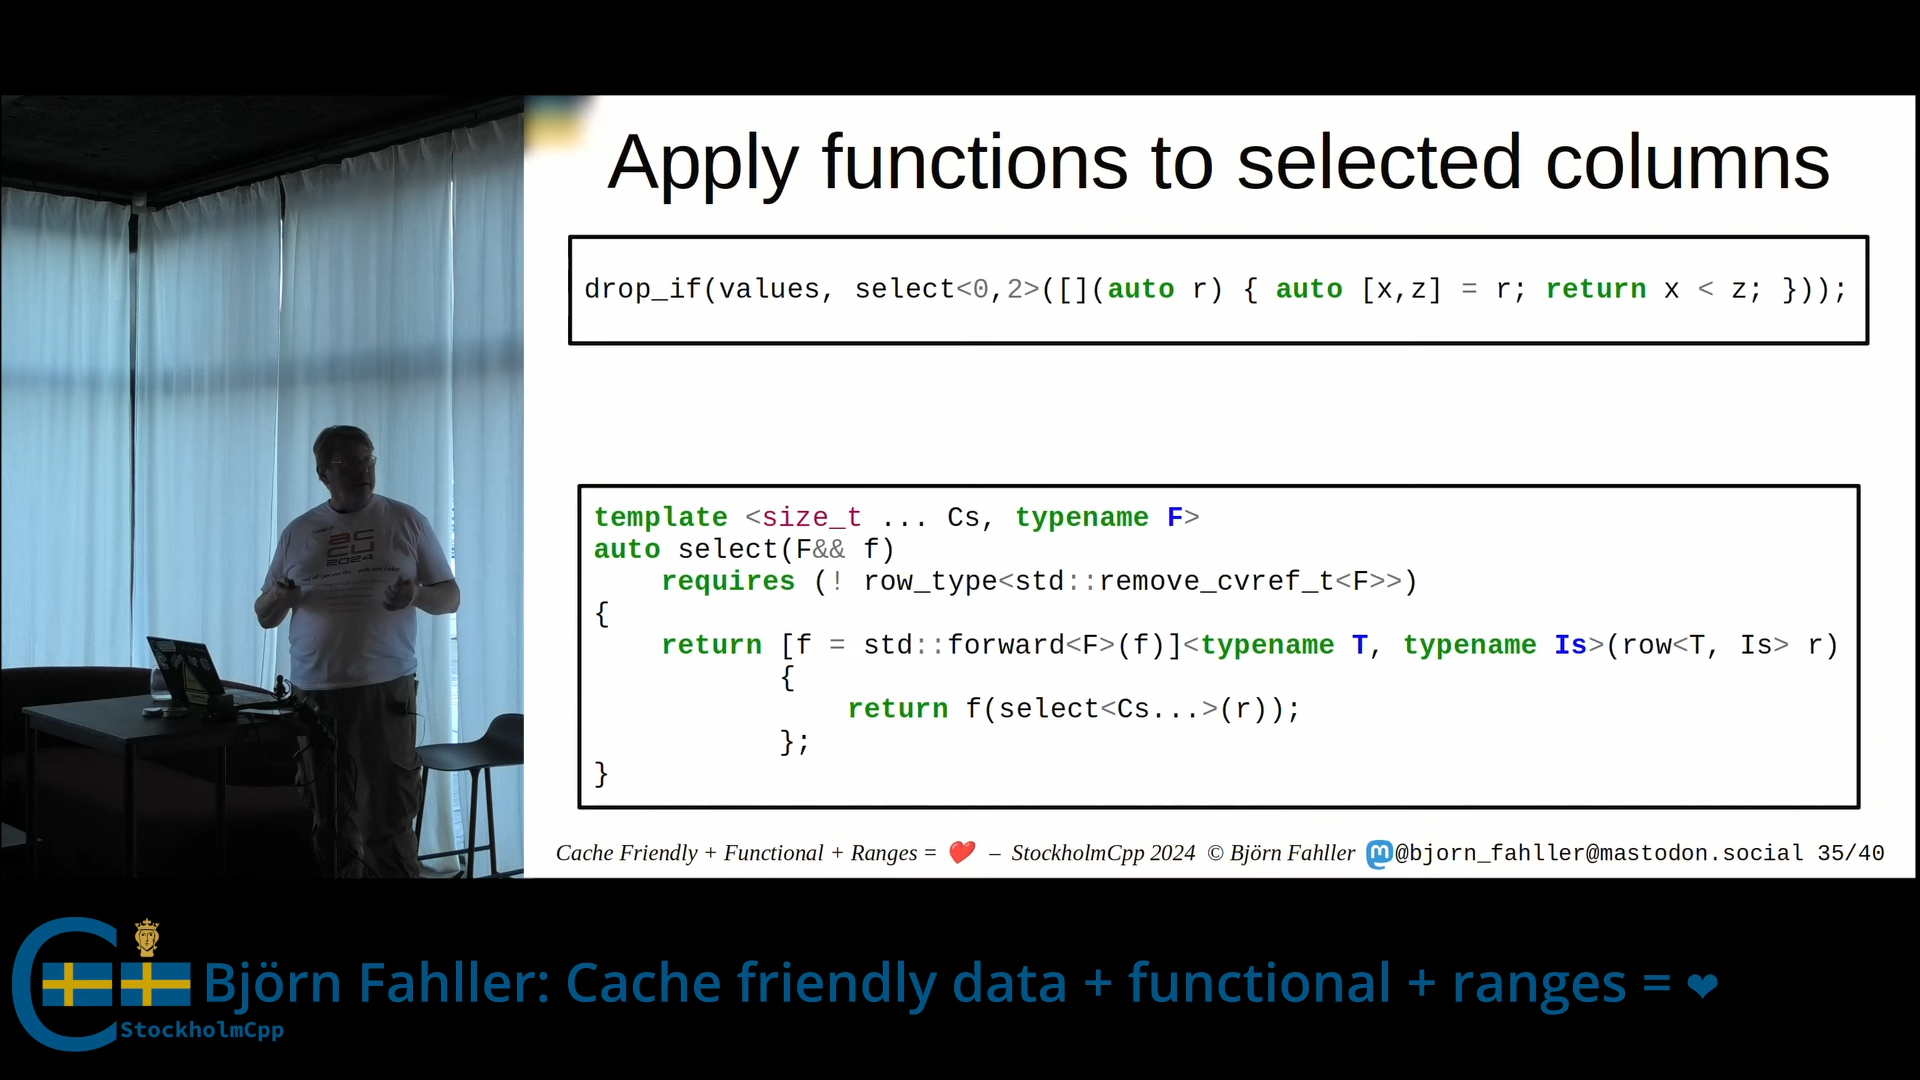 Apply functions to selected columns
drop_if(values, select<0,2>([](auto r) { auto [x,z] = r; return x < z; }));
template <size_t ... Cs, typename F>
auto select(F&& f)
    requires (! row_type<std::remove_cvref_t<F>>)
{
    return [f = std::forward<F>(f)]<typename T, typename Is>(row<T, Is> r)
           {
               return f(select<Cs...>(r));
           };
}
Cache Friendly + Functional + Ranges = ❤️ – StockholmCpp 2024 © Björn Fahller @bjorn_fahller@mastodon.social 35/40
accu
2024
Björn Fahller: Cache friendly data + functional + ranges = ❤
StockholmCpp